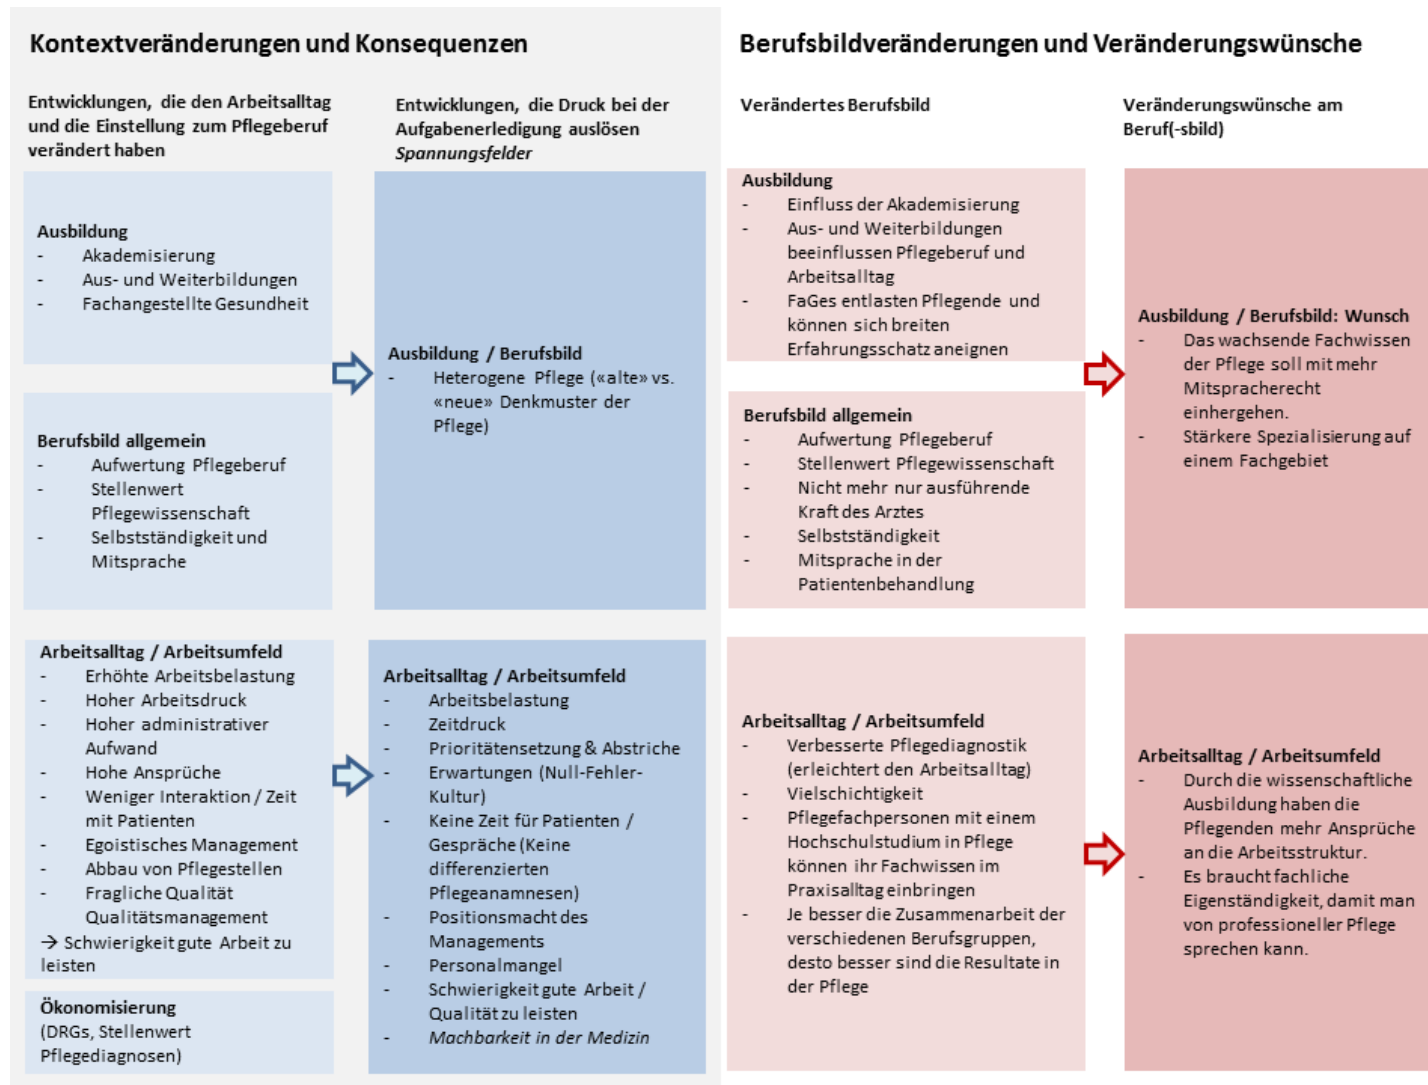 Kontextveränderungen und Konsequenzen
Entwicklungen, die den Arbeitsalltag
und die Einstellung zum Pflegeberuf
verändert haben
Entwicklungen, die Druck bei der
Aufgabenerledigung auslösen
Spannungsfelder
Ausbildung
- Akademisierung
- Aus- und Weiterbildungen
- Fachangestellte Gesundheit
Berufsbild allgemein
- Aufwertung Pflegeberuf
- Stellenwert
Pflegewissenschaft
- Selbstständigkeit und
Mitsprache
Ausbildung / Berufsbild
- Heterogene Pflege («alte» vs.
«neue» Denkmuster der
Pflege)
Arbeitsalltag / Arbeitsumfeld
- Erhöhte Arbeitsbelastung
- Hoher Arbeitsdruck
- Hoher administrativer
Aufwand
- Hohe Ansprüche
- Weniger Interaktion / Zeit
mit Patienten
- Egoistisches Management
- Abbau von Pflegestellen
- Fragliche Qualität
Qualitätsmanagement
→ Schwierigkeit gute Arbeit zu
leisten
Ökonomisierung
(DRGs, Stellenwert
Pflegediagnosen)
Arbeitsalltag / Arbeitsumfeld
- Arbeitsbelastung
- Zeitdruck
- Prioritätensetzung & Abstriche
- Erwartungen (Null-Fehler-
Kultur)
- Keine Zeit für Patienten /
Gespräche (Keine
differenzierten
Pflegeanamnesen)
- Positionsmacht des
Managements
- Personalmangel
- Schwierigkeit gute Arbeit /
Qualität zu leisten
- Machbarkeit in der Medizin
Berufsbildveränderungen und Veränderungswünsche
Verändertes Berufsbild
Veränderungswünsche am
Beruf(-sbild)
Ausbildung
- Einfluss der Akademisierung
- Aus- und Weiterbildungen
beeinflussen Pflegeberuf und
Arbeitsalltag
- FaGes entlasten Pflegende und
können sich breiten
Erfahrungsschatz aneignen
Berufsbild allgemein
- Aufwertung Pflegeberuf
- Stellenwert Pflegewissenschaft
- Nicht mehr nur ausführende
Kraft des Arztes
- Selbstständigkeit
- Mitsprache in der
Patientenbehandlung
Ausbildung / Berufsbild: Wunsch
- Das wachsende Fachwissen
der Pflege soll mit mehr
Mitspracherecht
einhergehen.
- Stärkere Spezialisierung auf
einem Fachgebiet
Arbeitsalltag / Arbeitsumfeld
- Verbesserte Pflegediagnostik
(erleichtert den Arbeitsalltag)
- Vielschichtigkeit
- Pflegefachpersonen mit einem
Hochschulstudium in Pflege
können ihr Fachwissen im
Praxisalltag einbringen
- Je besser die Zusammenarbeit der
verschiedenen Berufsgruppen,
desto besser sind die Resultate in
der Pflege
Arbeitsalltag / Arbeitsumfeld
- Durch die wissenschaftliche
Ausbildung haben die
Pflegenden mehr Ansprüche
an die Arbeitsstruktur.
- Es braucht fachliche
Eigenständigkeit, damit man
von professioneller Pflege
sprechen kann.